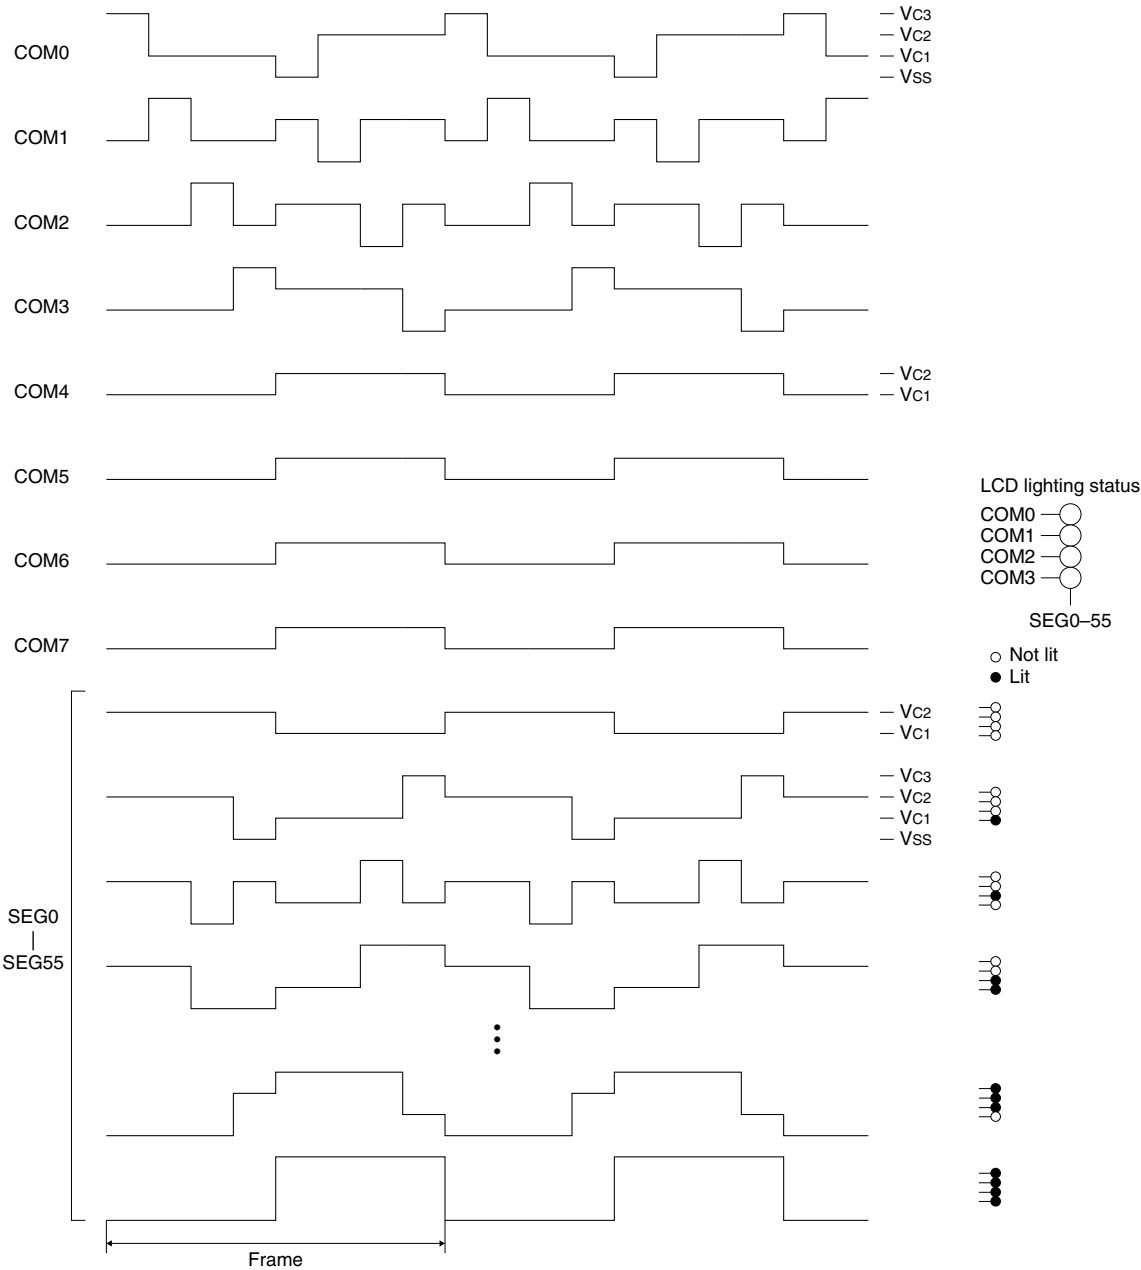 COM0
VC3
VC2
VC1
VSS
COM1
COM2
COM3
COM4
VC2
VC1
COM5
COM6
COM7
LCD lighting status
COM0
COM1
COM2
COM3
SEG0–55
Not lit
Lit
VC2
VC1
VC3
VC2
VC1
VSS
SEG0
SEG55
Frame